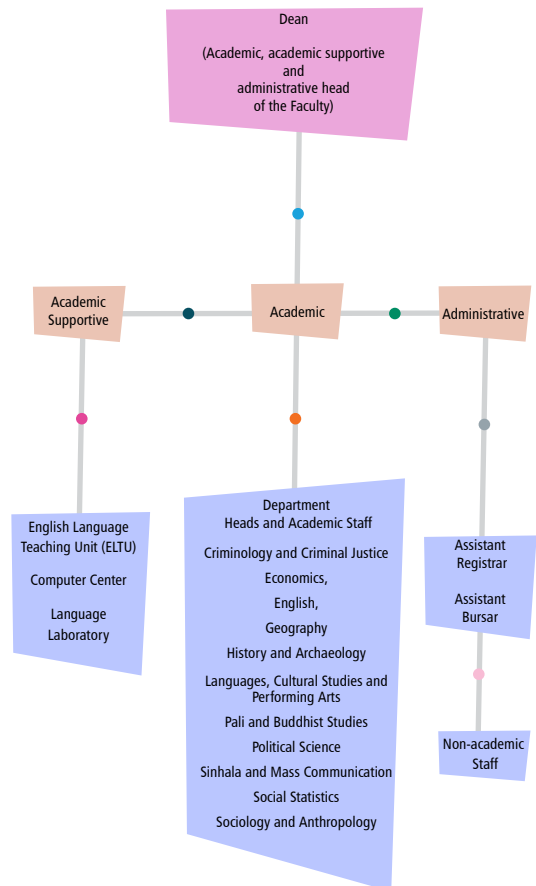 Dean
(Academic, academic supportive
and
administrative head
of the Faculty)
Academic
Supportive
Academic
Administrative
English Language
Teaching Unit (ELTU)
Computer Center
Language
Laboratory
Department
Heads and Academic Staff
Criminology and Criminal Justice
Economics,
English,
Geography
History and Archaeology
Languages, Cultural Studies and
Performing Arts
Pali and Buddhist Studies
Political Science
Sinhala and Mass Communication
Social Statistics
Sociology and Anthropology
Assistant
Registrar
Assistant
Bursar
Non-academic
Staff